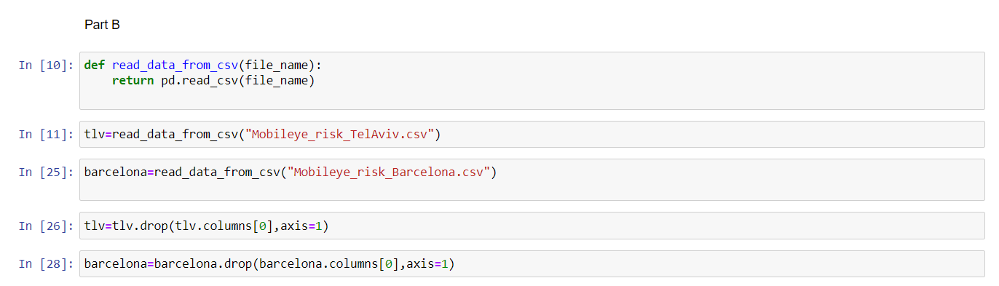 Part B
In [10]: def read_data_from_csv(file_name):
    return pd.read_csv(file_name)
In [11]: tlv=read_data_from_csv("Mobileye_risk_TelAviv.csv")
In [25]: barcelona=read_data_from_csv("Mobileye_risk_Barcelona.csv")
In [26]: tlv=tlv.drop(tlv.columns[0],axis=1)
In [28]: barcelona=barcelona.drop(barcelona.columns[0],axis=1)